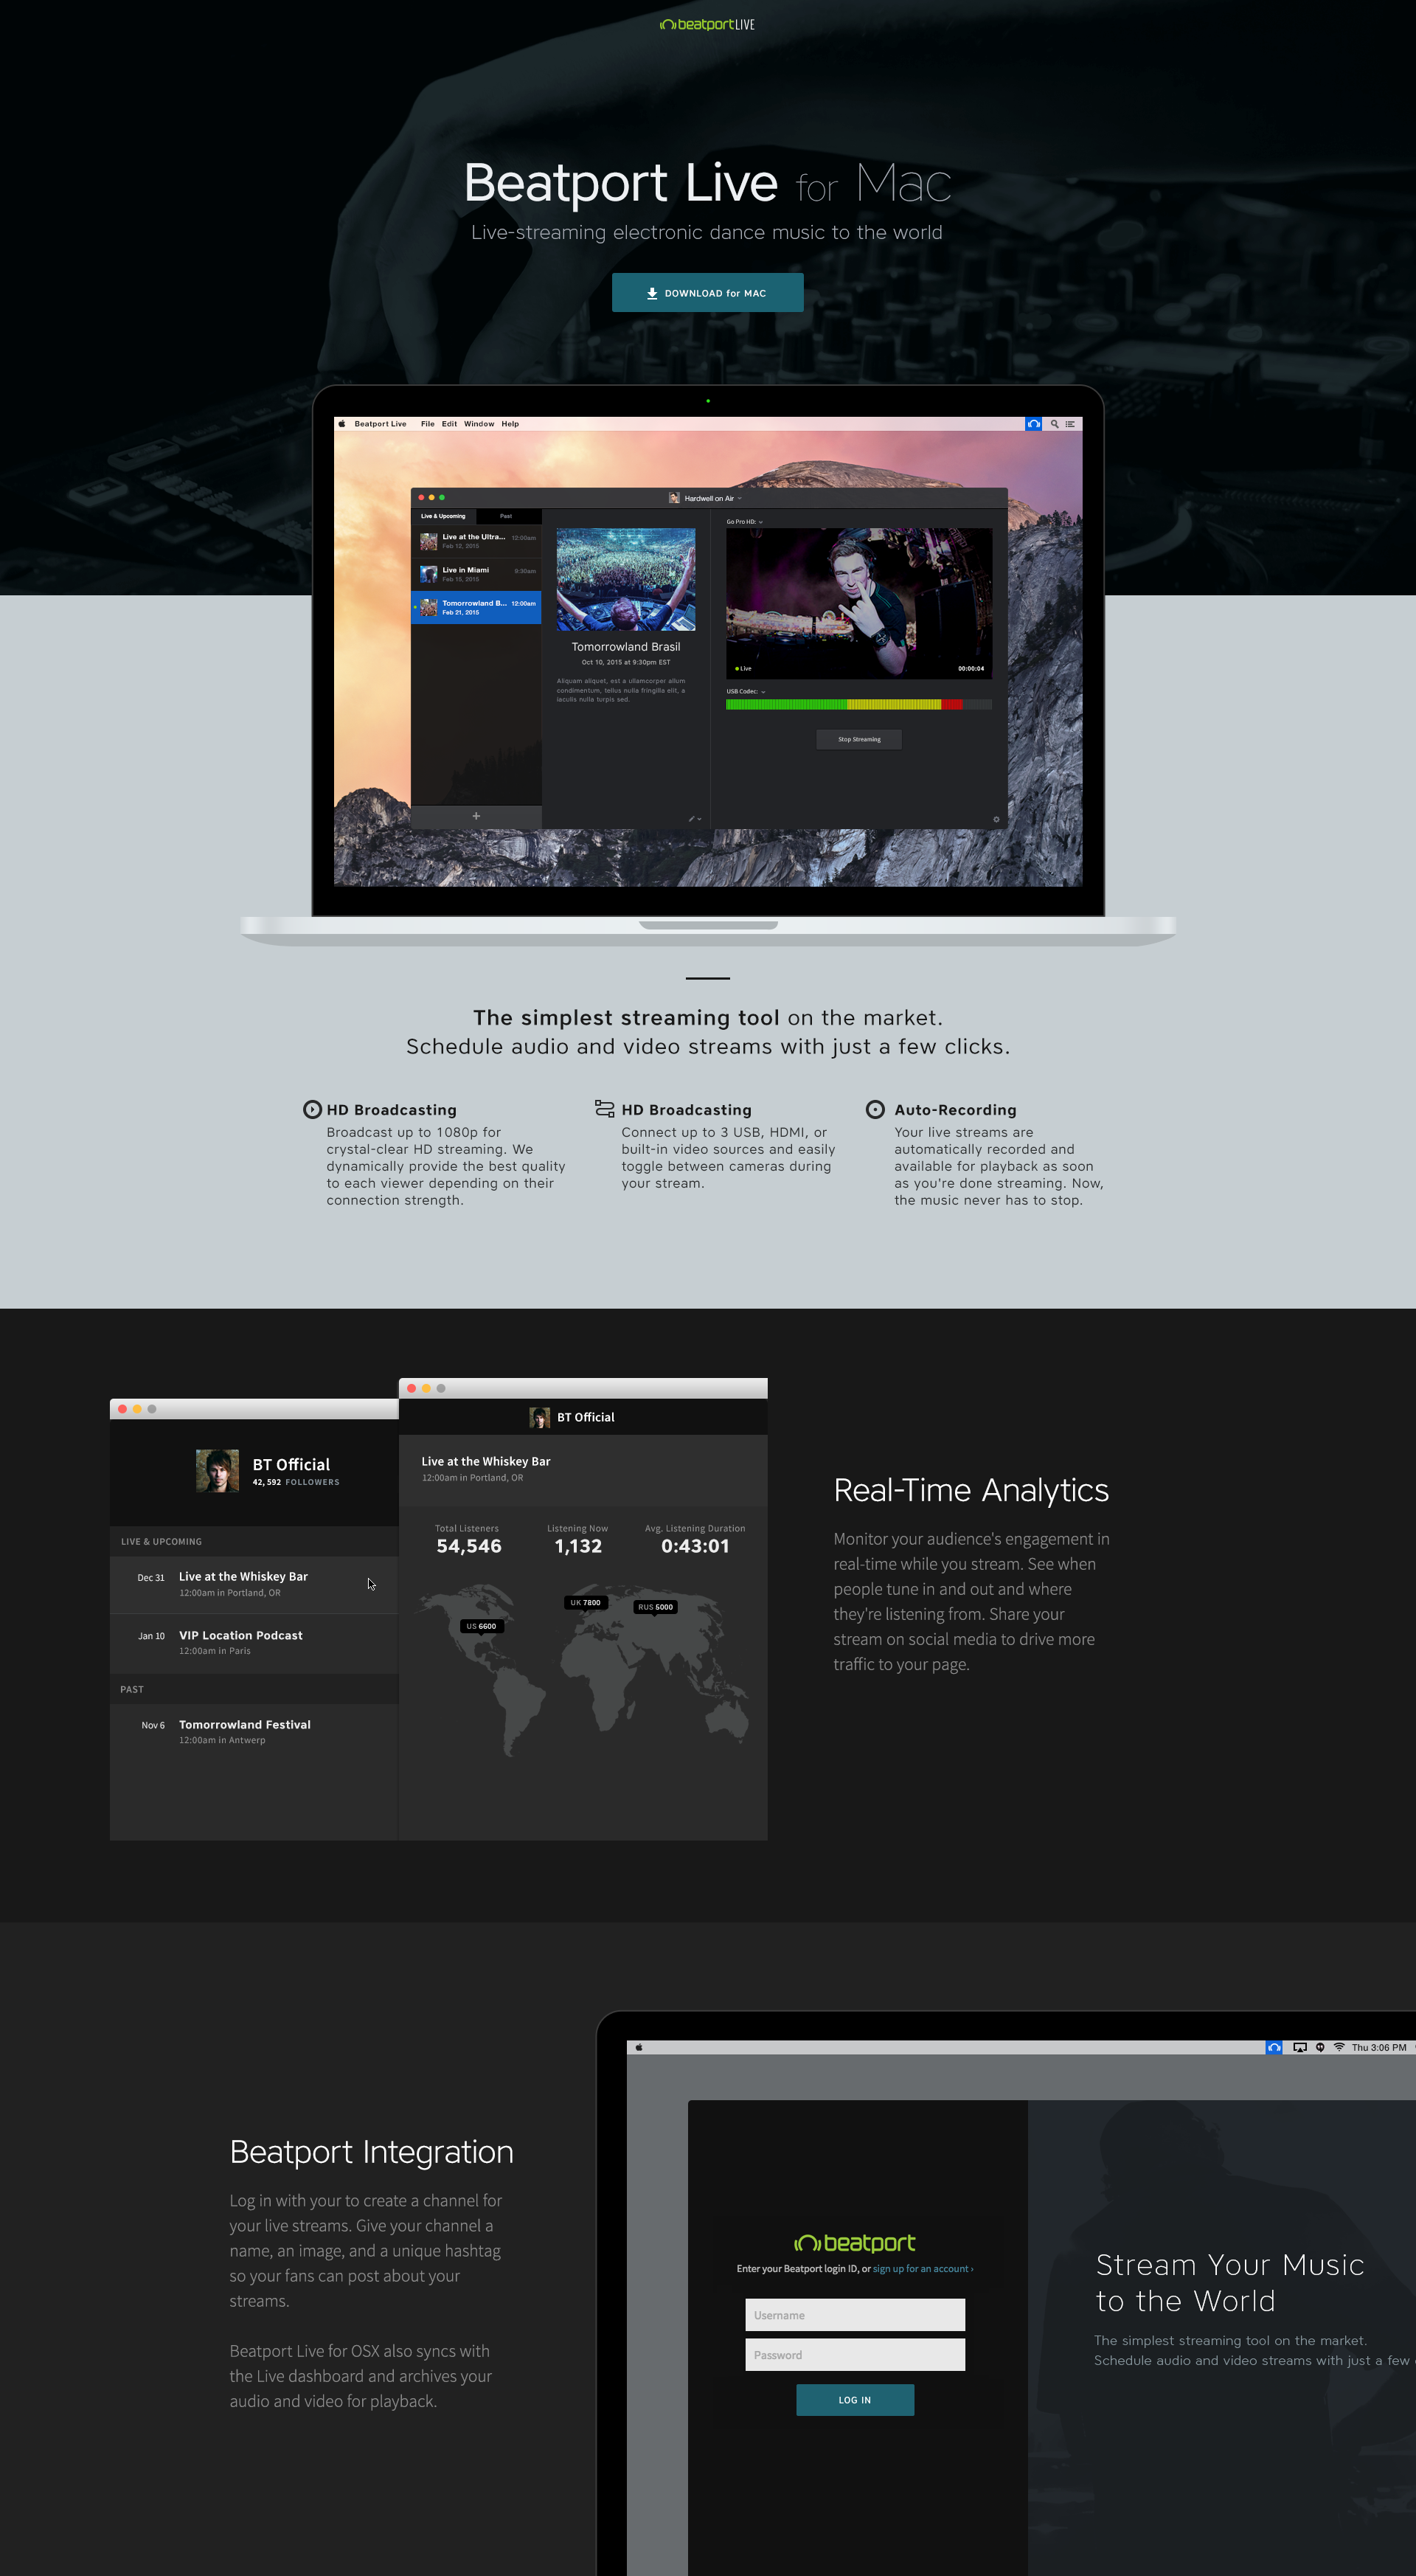 beatport LIVE
Beatport Live for Mac
Live-streaming electronic dance music to the world
DOWNLOAD for MAC
Beatport Live File Edit Window Help
Hardwell on Air
Live & Upcoming Past
Live at the Ultra... 12:00am
Feb 12, 2015
Live in Miami 9:30am
Feb 15, 2015
Tomorrowland B... 12:00am
Feb 21, 2015
Tomorrowland Brasil
Oct 10, 2015 at 9:30pm EST
Aliquam aliquet, est a ullamcorper allum
condimentum, tellus nulla fringilla elit, a
iaculis nulla turpis sed.
Go Pro HD:
Live 00:00:04
USB Codec:
Stop Streaming
The simplest streaming tool on the market.
Schedule audio and video streams with just a few clicks.
HD Broadcasting
Broadcast up to 1080p for
crystal-clear HD streaming. We
dynamically provide the best quality
to each viewer depending on their
connection strength.
HD Broadcasting
Connect up to 3 USB, HDMI, or
built-in video sources and easily
toggle between cameras during
your stream.
Auto-Recording
Your live streams are
automatically recorded and
available for playback as soon
as you're done streaming. Now,
the music never has to stop.
BT Official
42, 592 FOLLOWERS
LIVE & UPCOMING
Dec 31 Live at the Whiskey Bar
12:00am in Portland, OR
Jan 10 VIP Location Podcast
12:00am in Paris
PAST
Nov 6 Tomorrowland Festival
12:00am in Antwerp
BT Official
Live at the Whiskey Bar
12:00am in Portland, OR
Total Listeners Listening Now Avg. Listening Duration
54,546 1,132 0:43:01
UK 7800
RUS 5000
US 6600
Real-Time Analytics
Monitor your audience's engagement in
real-time while you stream. See when
people tune in and out and where
they're listening from. Share your
stream on social media to drive more
traffic to your page.
Beatport Integration
Log in with your to create a channel for
your live streams. Give your channel a
name, an image, and a unique hashtag
so your fans can post about your
streams.
Beatport Live for OSX also syncs with
the Live dashboard and archives your
audio and video for playback.
Thu 3:06 PM
beatport
Enter your Beatport login ID, or sign up for an account ›
Username
Password
LOG IN
Stream Your Music
to the World
The simplest streaming tool on the market.
Schedule audio and video streams with just a few